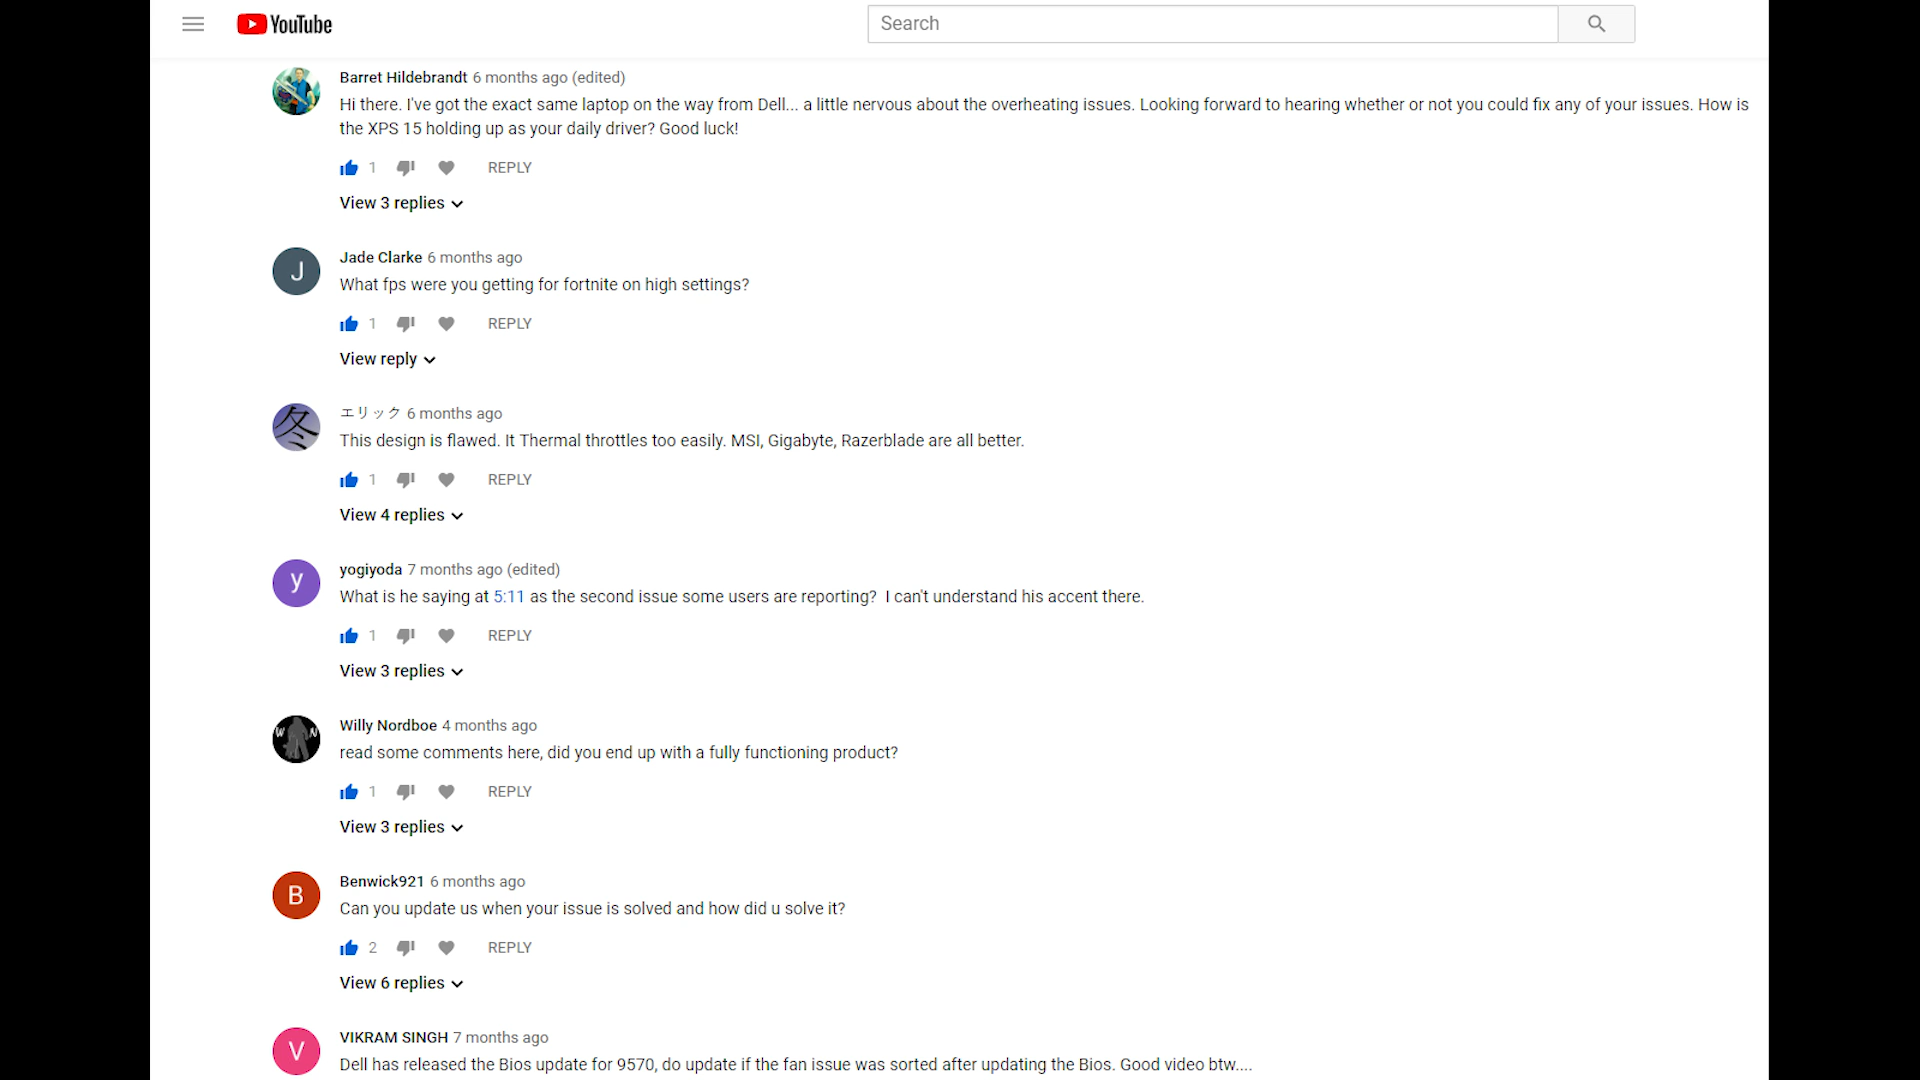 YouTube
Search
Barret Hildebrandt 6 months ago (edited)
Hi there. I've got the exact same laptop on the way from Dell... a little nervous about the overheating issues. Looking forward to hearing whether or not you could fix any of your issues. How is
the XPS 15 holding up as your daily driver? Good luck!
1 REPLY
View 3 replies
J
Jade Clarke 6 months ago
What fps were you getting for fortnite on high settings?
1 REPLY
View reply
冬
エリック 6 months ago
This design is flawed. It Thermal throttles too easily. MSI, Gigabyte, Razerblade are all better.
1 REPLY
View 4 replies
y
yogiyoda 7 months ago (edited)
What is he saying at 5:11 as the second issue some users are reporting?  I can't understand his accent there.
1 REPLY
View 3 replies
W N
Willy Nordboe 4 months ago
read some comments here, did you end up with a fully functioning product?
1 REPLY
View 3 replies
B
Benwick921 6 months ago
Can you update us when your issue is solved and how did u solve it?
2 REPLY
View 6 replies
V
VIKRAM SINGH 7 months ago
Dell has released the Bios update for 9570, do update if the fan issue was sorted after updating the Bios. Good video btw....